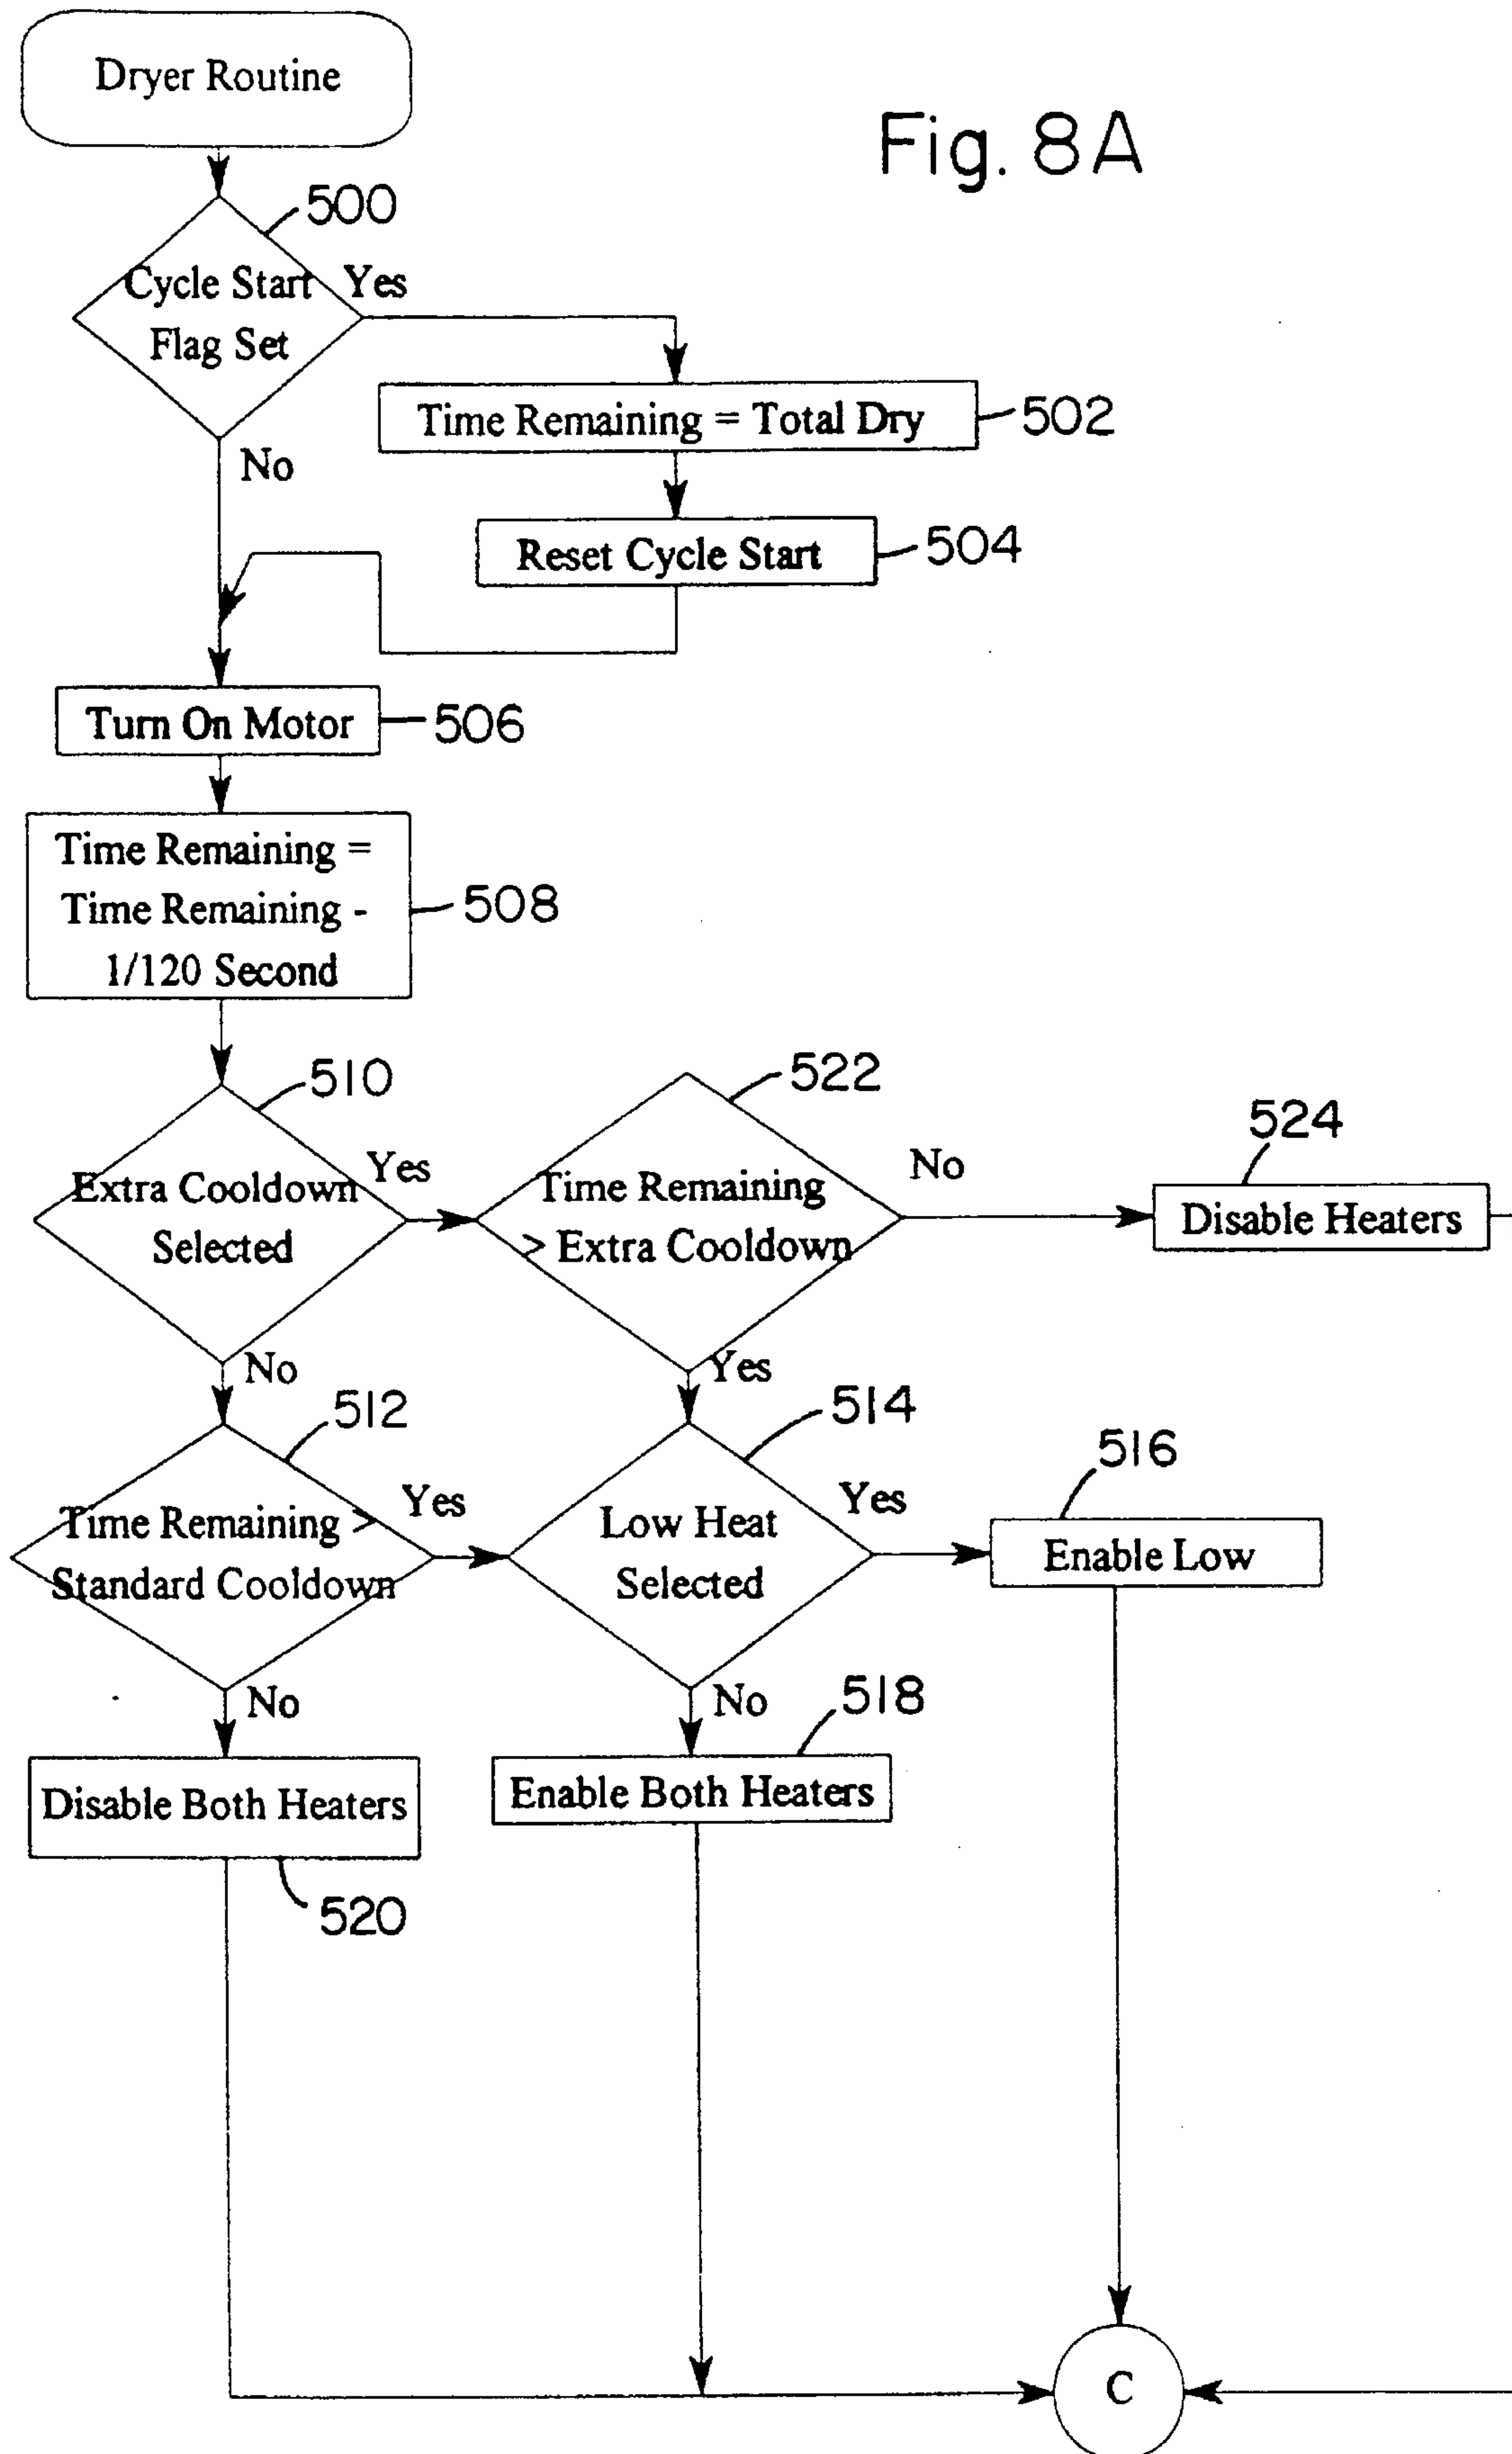 Dryer Routine
Fig. 8A
500
Cycle Start
Flag Set
Yes
No
Time Remaining = Total Dry
502
Reset Cycle Start
504
Turn On Motor
506
Time Remaining =
Time Remaining -
1/120 Second
508
510
Extra Cooldown
Selected
Yes
No
522
Time Remaining
> Extra Cooldown
No
Yes
524
Disable Heaters
512
Time Remaining >
Standard Cooldown
Yes
No
514
Low Heat
Selected
Yes
No
516
Enable Low
518
Enable Both Heaters
Disable Both Heaters
520
C